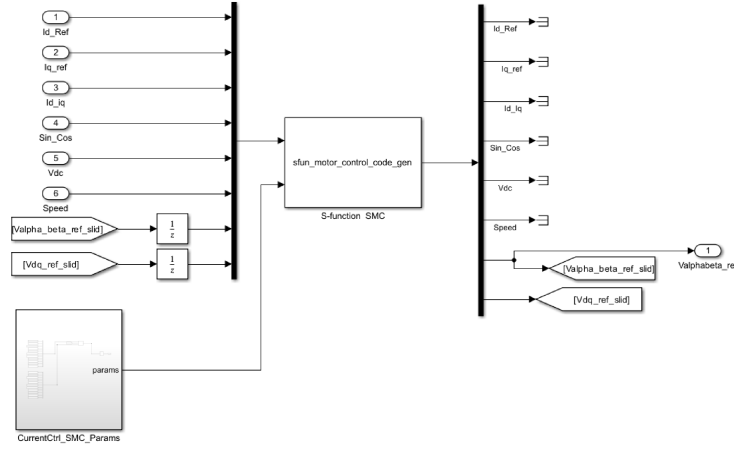 1
Id_Ref
2
Iq_ref
3
Id_iq
4
Sin_Cos
5
Vdc
6
Speed
[Valpha_beta_ref_slid]
1
z
[Vdq_ref_slid]
1
z
params
CurrentCtrl_SMC_Params
sfun_motor_control_code_gen
S-function SMC
Id_Ref
Iq_ref
Id_Iq
Sin_Cos
Vdc
Speed
1
Valphabeta_re
[Valpha_beta_ref_slid]
[Vdq_ref_slid]